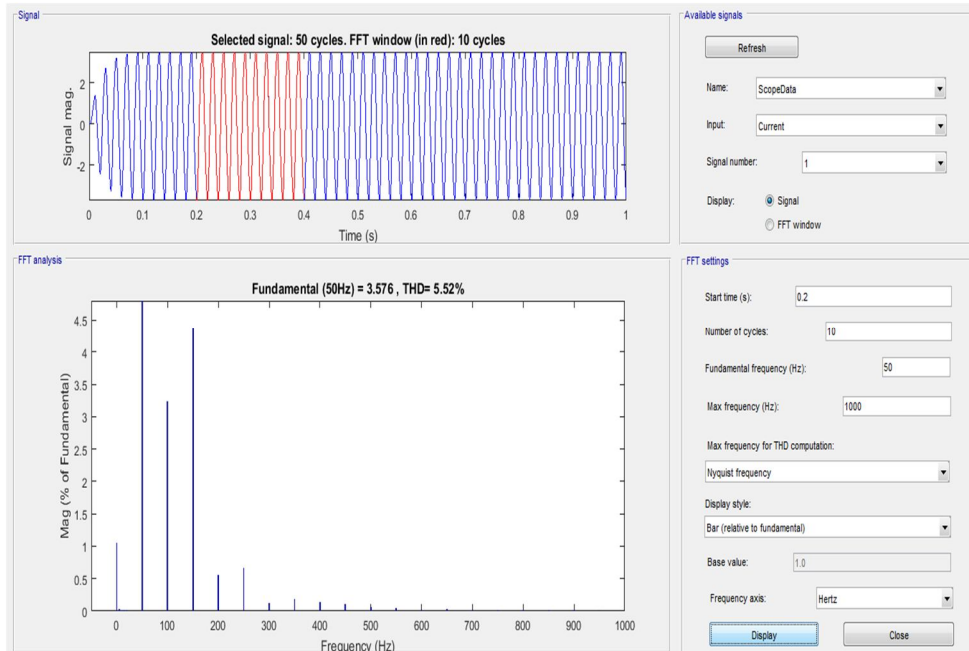 Signal
Selected signal: 50 cycles. FFT window (in red): 10 cycles
Signal mag.
2
0
-2
0 0.1 0.2 0.3 0.4 0.5 0.6 0.7 0.8 0.9 1
Time (s)
FFT analysis
Fundamental (50Hz) = 3.576 , THD= 5.52%
Mag (% of Fundamental)
4.5
4
3.5
3
2.5
2
1.5
1
0.5
0
0 100 200 300 400 500 600 700 800 900 1000
Frequency (Hz)
Available signals
Refresh
Name: ScopeData
Input: Current
Signal number: 1
Display: Signal
FFT window
FFT settings
Start time (s): 0.2
Number of cycles: 10
Fundamental frequency (Hz): 50
Max frequency (Hz): 1000
Max frequency for THD computation:
Nyquist frequency
Display style:
Bar (relative to fundamental)
Base value: 1.0
Frequency axis: Hertz
Display Close